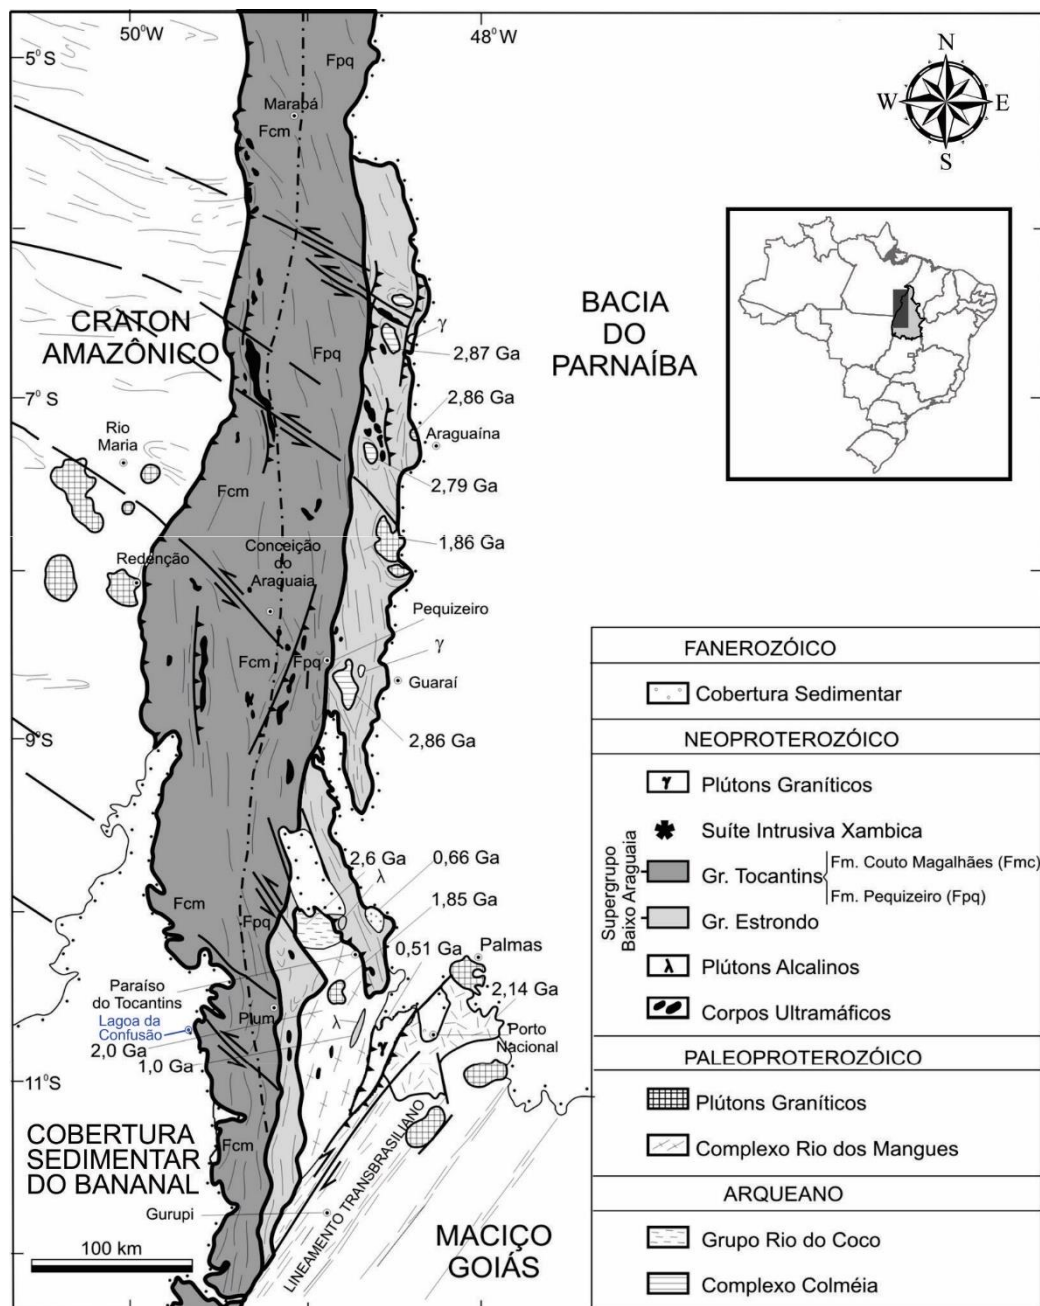 50°W
48°W
5° S
Fpq
N
W
E
S
Marabá
Fcm
CRÁTON
AMAZÔNICO
BACIA
DO
PARNAÍBA
Fpq
γ
2,87 Ga
7° S
2,86 Ga
Rio
Maria
Araguaína
Fcm
2,79 Ga
1,86 Ga
Redenção
Conceição
do
Araguaia
Pequizeiro
γ
Fcm
Fpq
Guaraí
2,86 Ga
9°S
2,6 Ga
0,66 Ga
λ
1,85 Ga
Fcm
Fpq
0,51 Ga
Palmas
Paraíso
do Tocantins
2,14 Ga
Lagoa da
Confusão
Plum
λ
2,0 Ga
1,0 Ga
γ
Porto
Nacional
11°S
COBERTURA
SEDIMENTAR
DO BANANAL
Fcm
Gurupi
LINEAMENTO TRANSBRASILIANO
MACIÇO
GOIÁS
100 km
FANEROZÓICO
Cobertura Sedimentar
NEOPROTEROZÓICO
γ Plútons Graníticos
Suíte Intrusiva Xambica
Supergrupo
Baixo Araguaia
Gr. Tocantins
Fm. Couto Magalhães (Fmc)
Fm. Pequizeiro (Fpq)
Gr. Estrondo
λ Plútons Alcalinos
Corpos Ultramáficos
PALEOPROTEROZÓICO
Plútons Graníticos
Complexo Rio dos Mangues
ARQUEANO
Grupo Rio do Coco
Complexo Colméia